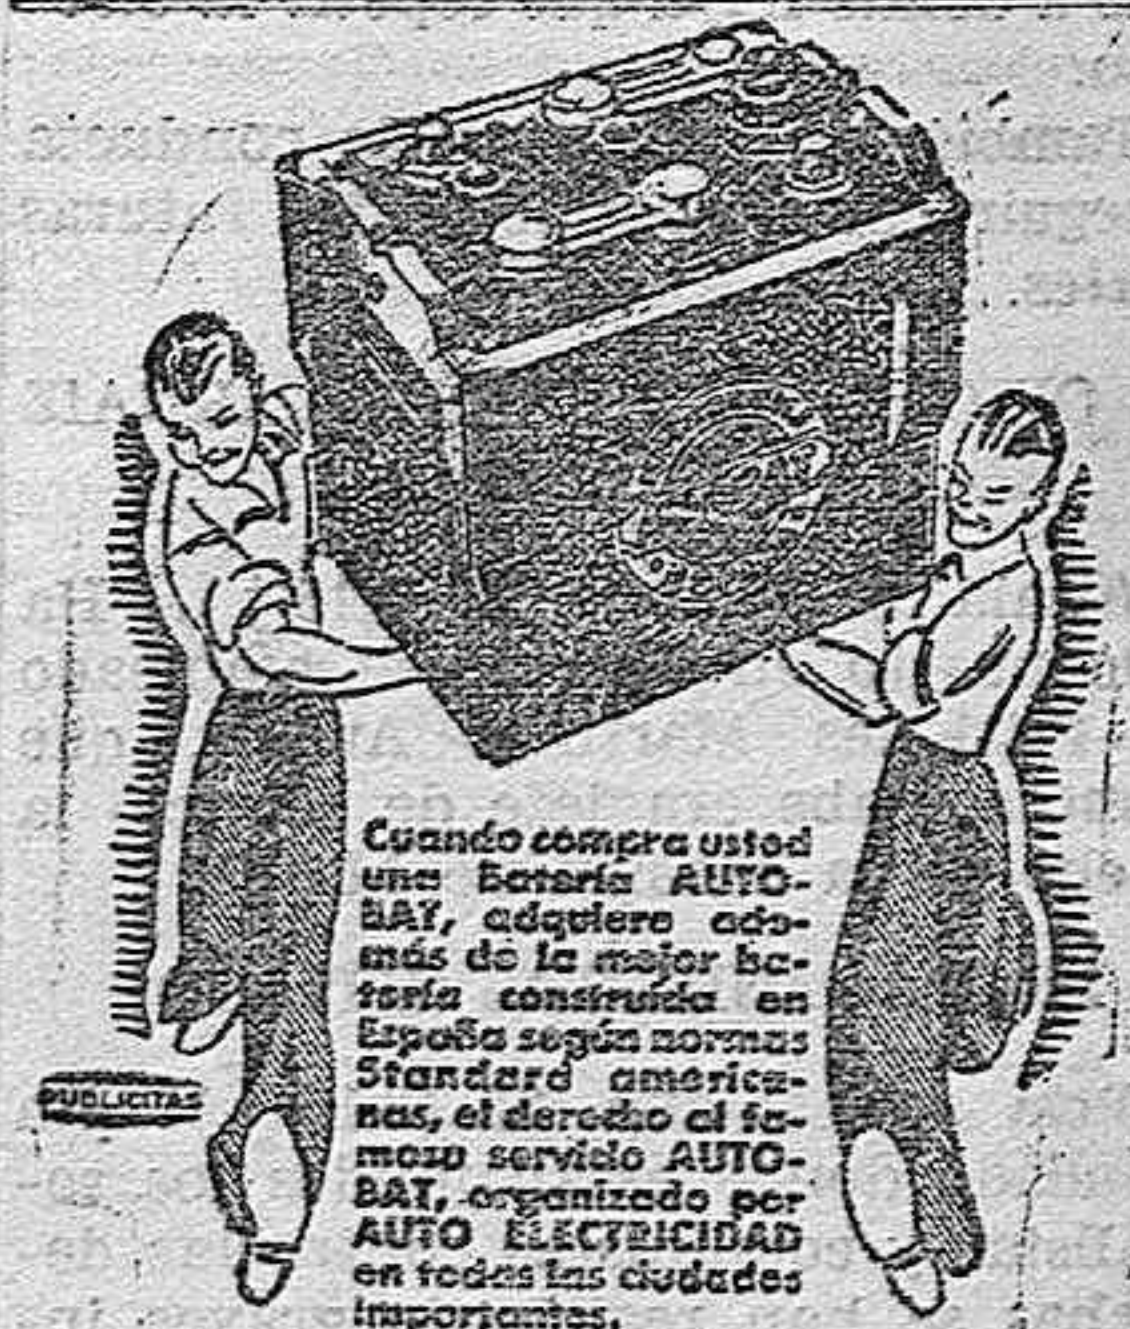 Cuando compra usted
una Batería AUTO-
BAT, adquiere ade-
más de la mejor ba-
tería construída en
España según normas
Standard america-
nas, el derecho al fa-
moso servicio AUTO-
BAT, organizado por
AUTO ELECTRICIDAD
en todas las ciudades
importantes.
PUBLICITAS